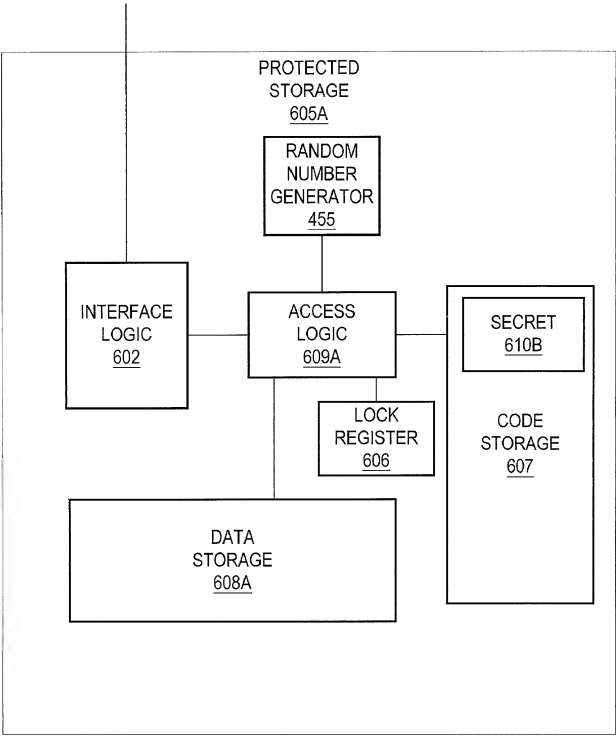 PROTECTED
STORAGE
605A
RANDOM
NUMBER
GENERATOR
455
INTERFACE
LOGIC
602
ACCESS
LOGIC
609A
SECRET
610B
LOCK
REGISTER
606
CODE
STORAGE
607
DATA
STORAGE
608A